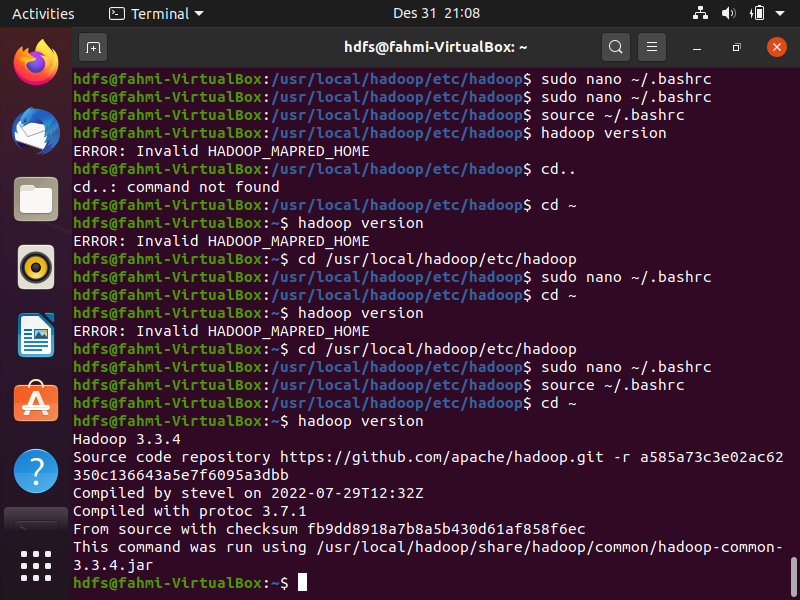 Activities
Terminal
Des 31 21:08
hdfs@fahmi-VirtualBox: ~
hdfs@fahmi-VirtualBox:/usr/local/hadoop/etc/hadoop$ sudo nano ~/.bashrc
hdfs@fahmi-VirtualBox:/usr/local/hadoop/etc/hadoop$ sudo nano ~/.bashrc
hdfs@fahmi-VirtualBox:/usr/local/hadoop/etc/hadoop$ source ~/.bashrc
hdfs@fahmi-VirtualBox:/usr/local/hadoop/etc/hadoop$ hadoop version
ERROR: Invalid HADOOP_MAPRED_HOME
hdfs@fahmi-VirtualBox:/usr/local/hadoop/etc/hadoop$ cd..
cd..: command not found
hdfs@fahmi-VirtualBox:/usr/local/hadoop/etc/hadoop$ cd ~
hdfs@fahmi-VirtualBox:~$ hadoop version
ERROR: Invalid HADOOP_MAPRED_HOME
hdfs@fahmi-VirtualBox:~$ cd /usr/local/hadoop/etc/hadoop
hdfs@fahmi-VirtualBox:/usr/local/hadoop/etc/hadoop$ sudo nano ~/.bashrc
hdfs@fahmi-VirtualBox:/usr/local/hadoop/etc/hadoop$ cd ~
hdfs@fahmi-VirtualBox:~$ hadoop version
ERROR: Invalid HADOOP_MAPRED_HOME
hdfs@fahmi-VirtualBox:~$ cd /usr/local/hadoop/etc/hadoop
hdfs@fahmi-VirtualBox:/usr/local/hadoop/etc/hadoop$ sudo nano ~/.bashrc
hdfs@fahmi-VirtualBox:/usr/local/hadoop/etc/hadoop$ source ~/.bashrc
hdfs@fahmi-VirtualBox:/usr/local/hadoop/etc/hadoop$ cd ~
hdfs@fahmi-VirtualBox:~$ hadoop version
Hadoop 3.3.4
Source code repository https://github.com/apache/hadoop.git -r a585a73c3e02ac62
350c136643a5e7f6095a3dbb
Compiled by stevel on 2022-07-29T12:32Z
Compiled with protoc 3.7.1
From source with checksum fb9dd8918a7b8a5b430d61af858f6ec
This command was run using /usr/local/hadoop/share/hadoop/common/hadoop-common-
3.3.4.jar
hdfs@fahmi-VirtualBox:~$